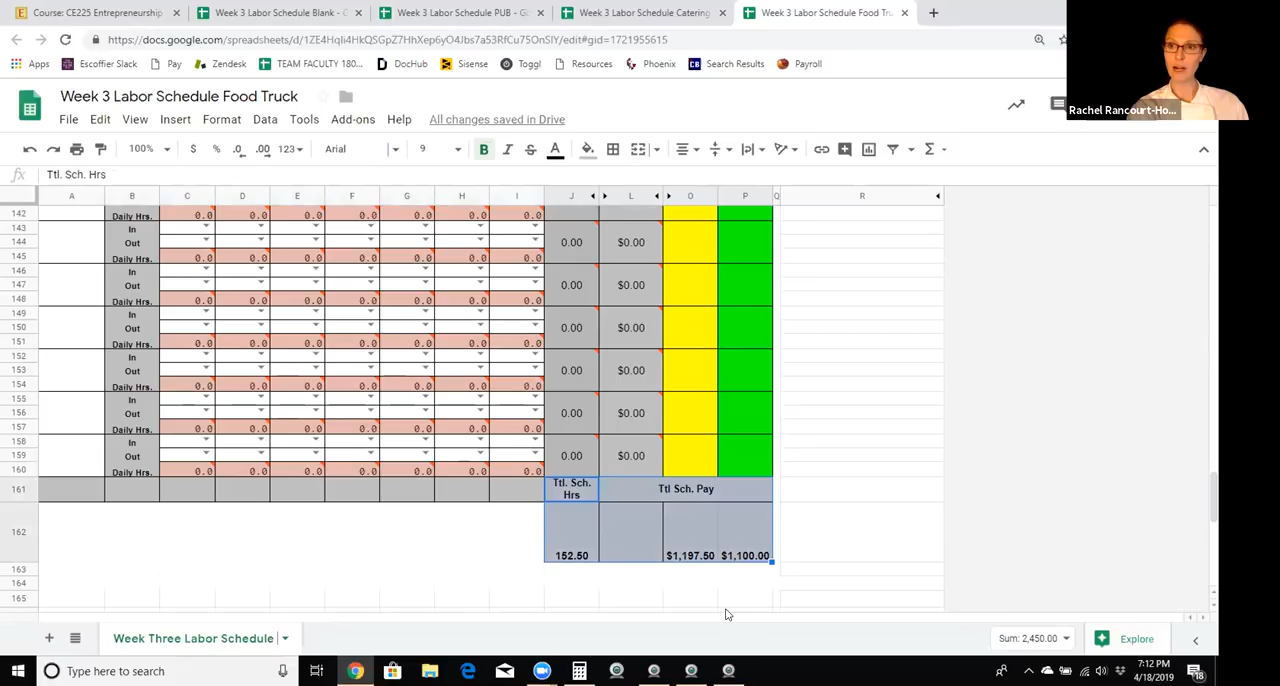 Course: CE225 Entrepreneurship
Week 3 Labor Schedule Blank - G
Week 3 Labor Schedule PUB - Go
Week 3 Labor Schedule Catering
Week 3 Labor Schedule Food Tru
https://docs.google.com/spreadsheets/d/1ZE4HqIi4HkQSGpZ7HhXep6yO4Jbs7a53RfCu75OnSlY/edit#gid=1721955615
Apps Escoffier Slack Pay Zendesk TEAM FACULTY 180... DocHub Sisense Toggl Resources Phoenix Search Results Payroll
Rachel Rancourt-Ho...
Week 3 Labor Schedule Food Truck
File Edit View Insert Format Data Tools Add-ons Help All changes saved in Drive
100% $ % .0 .00 123 Arial 9 B I S A
fx Ttl. Sch. Hrs
A B C D E F G H I J L O P Q R
142 Daily Hrs. 0.0 0.0 0.0 0.0 0.0 0.0 0.0
143 In
144 Out 0.00 $0.00
145 Daily Hrs. 0.0 0.0 0.0 0.0 0.0 0.0 0.0
146 In
147 Out 0.00 $0.00
148 Daily Hrs. 0.0 0.0 0.0 0.0 0.0 0.0 0.0
149 In
150 Out 0.00 $0.00
151 Daily Hrs. 0.0 0.0 0.0 0.0 0.0 0.0 0.0
152 In
153 Out 0.00 $0.00
154 Daily Hrs. 0.0 0.0 0.0 0.0 0.0 0.0 0.0
155 In
156 Out 0.00 $0.00
157 Daily Hrs. 0.0 0.0 0.0 0.0 0.0 0.0 0.0
158 In
159 Out 0.00 $0.00
160 Daily Hrs. 0.0 0.0 0.0 0.0 0.0 0.0 0.0
161 Ttl. Sch. Hrs Ttl Sch. Pay
162 152.50 $1,197.50 $1,100.00
163
164
165
Week Three Labor Schedule
Sum: 2,450.00
Explore
Type here to search
7:12 PM
4/18/2019
18